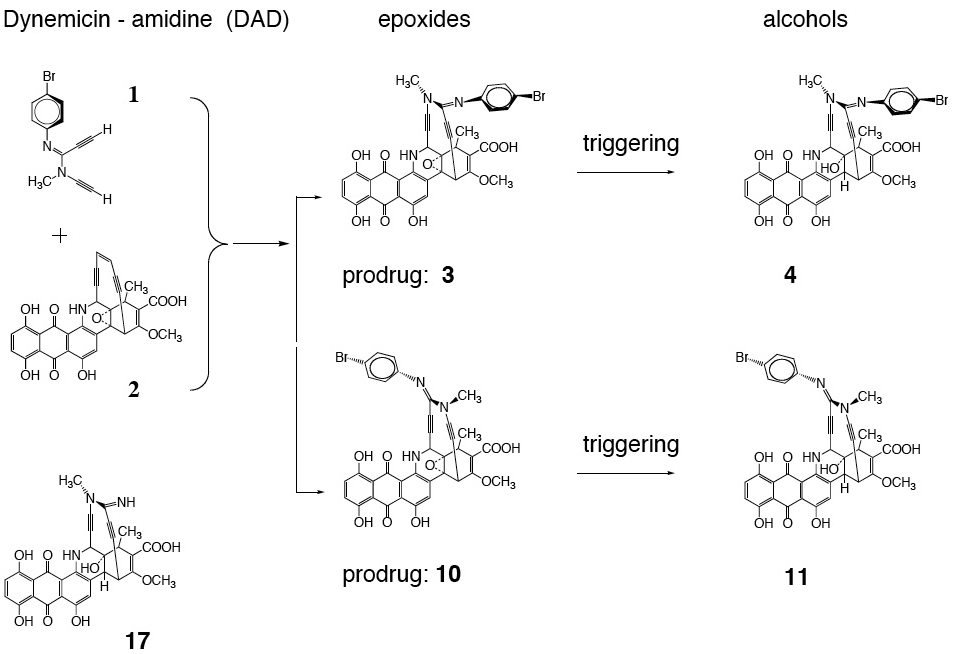 Dynemicin - amidine (DAD)
epoxides
alcohols
Br
1
N
H
N
H3C
H
+
CH3
HN
O
COOH
OCH3
OH O
OH O OH
2
H3C
N
NH
CH3
HN
HO
COOH
OCH3
H
OH O
OH O OH
17
H3C
N
N
Br
CH3
HN
O
COOH
OCH3
OH O
OH O OH
prodrug: 3
triggering
H3C
N
N
Br
CH3
HN
HO
COOH
OCH3
H
OH O
OH O OH
4
Br
N
N
CH3
CH3
HN
O
COOH
OCH3
OH O
OH O OH
prodrug: 10
triggering
Br
N
N
CH3
CH3
HN
HO
COOH
OCH3
H
OH O
OH O OH
11